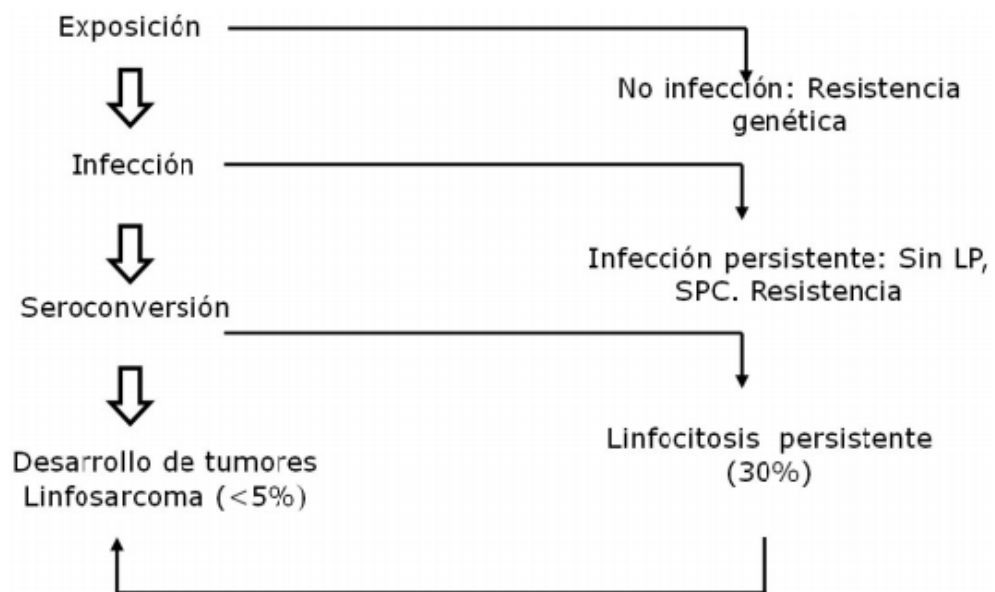 Exposición
No infección: Resistencia
genética
Infección
Infección persistente: Sin LP,
SPC. Resistencia
Seroconversión
Linfocitosis persistente
(30%)
Desarrollo de tumores
Linfosarcoma (<5%)